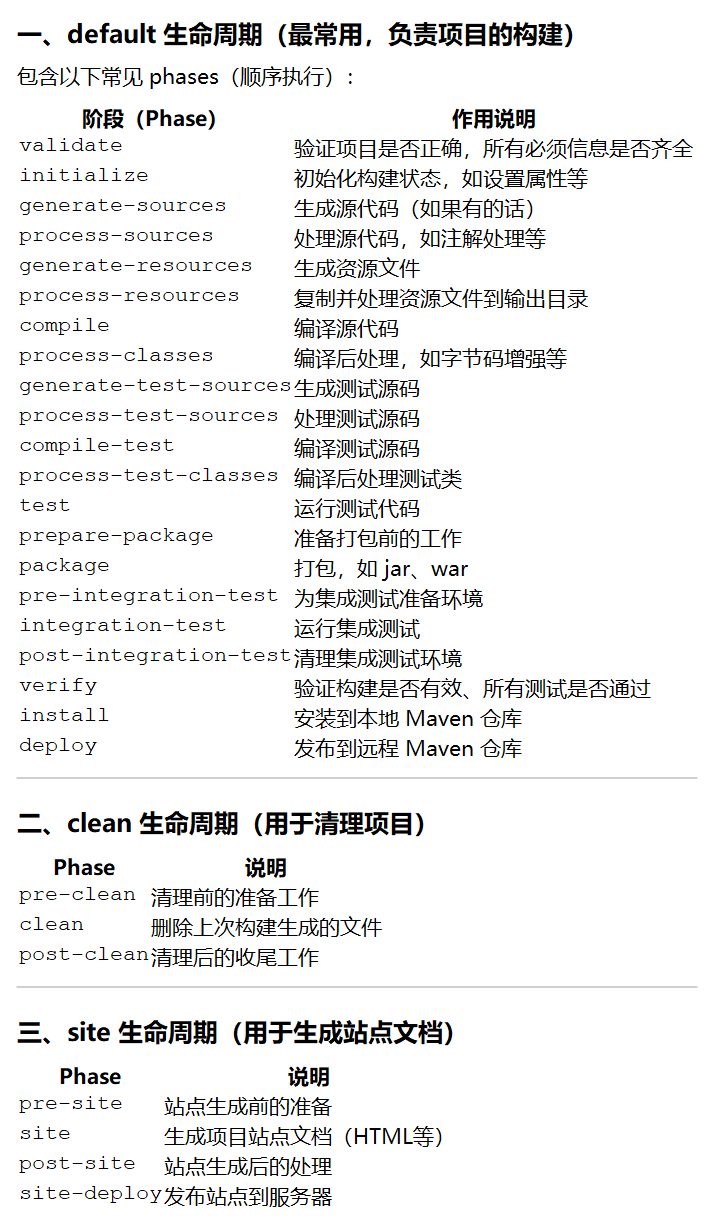 一、default 生命周期（最常用，负责项目的构建）
包含以下常见 phases（顺序执行）:
阶段（Phase） 作用说明
validate 验证项目是否正确，所有必须信息是否齐全
initialize 初始化构建状态，如设置属性等
generate-sources 生成源代码（如果有的话）
process-sources 处理源代码，如注解处理等
generate-resources 生成资源文件
process-resources 复制并处理资源文件到输出目录
compile 编译源代码
process-classes 编译后处理，如字节码增强等
generate-test-sources 生成测试源码
process-test-sources 处理测试源码
compile-test 编译测试源码
process-test-classes 编译后处理测试类
test 运行测试代码
prepare-package 准备打包前的工作
package 打包，如 jar、war
pre-integration-test 为集成测试准备环境
integration-test 运行集成测试
post-integration-test 清理集成测试环境
verify 验证构建是否有效、所有测试是否通过
install 安装到本地 Maven 仓库
deploy 发布到远程 Maven 仓库
二、clean 生命周期（用于清理项目）
Phase 说明
pre-clean 清理前的准备工作
clean 删除上次构建生成的文件
post-clean 清理后的收尾工作
三、site 生命周期（用于生成站点文档）
Phase 说明
pre-site 站点生成前的准备
site 生成项目站点文档（HTML等）
post-site 站点生成后的处理
site-deploy 发布站点到服务器